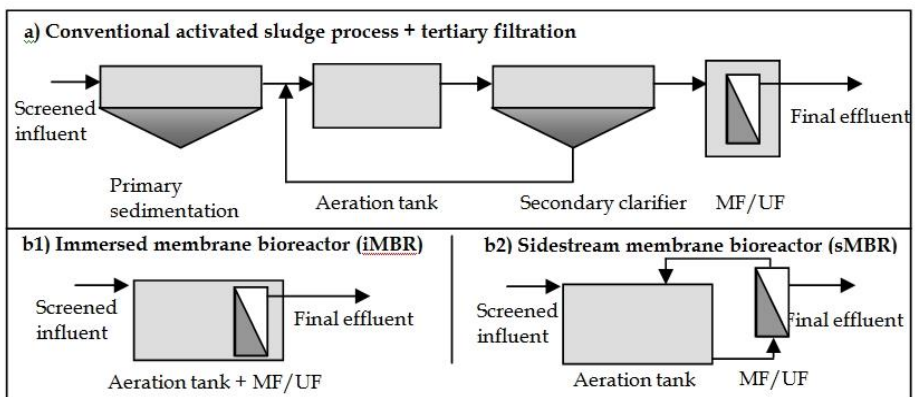 a) Conventional activated sludge process + tertiary filtration
Screened
influent
Primary
sedimentation
Aeration tank
Secondary clarifier
MF/UF
Final effluent
b1) Immersed membrane bioreactor (iMBR)
Screened
influent
Final effluent
Aeration tank + MF/UF
b2) Sidestream membrane bioreactor (sMBR)
Screened
influent
Final effluent
Aeration tank
MF/UF